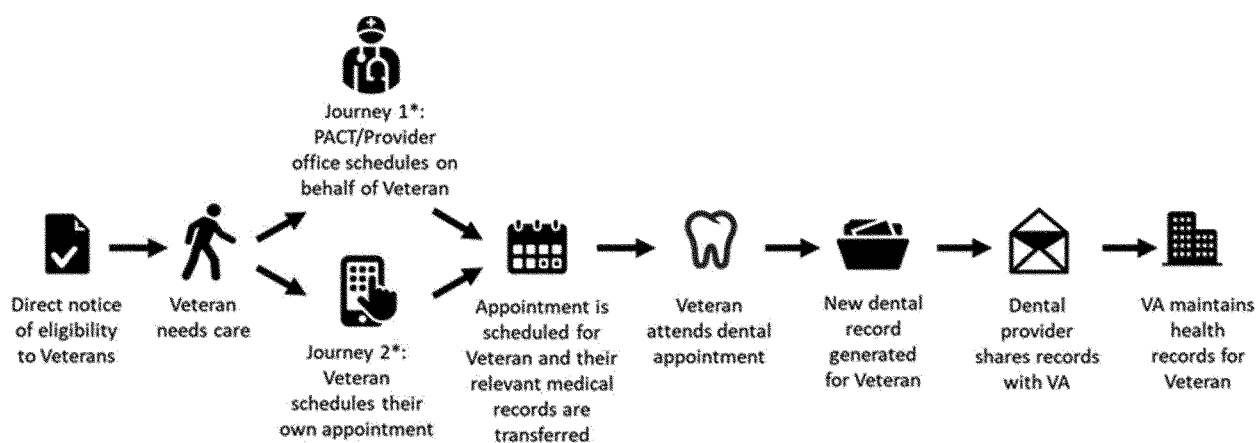 Direct notice
of eligibility
to Veterans
Veteran
needs care
Journey 1*:
PACT/Provider
office schedules on
behalf of Veteran
Journey 2*:
Veteran
schedules their
own appointment
Appointment is
scheduled for
Veteran and their
relevant medical
records are
transferred
Veteran
attends dental
appointment
New dental
record
generated
for Veteran
Dental
provider
shares records
with VA
VA maintains
health
records for
Veteran